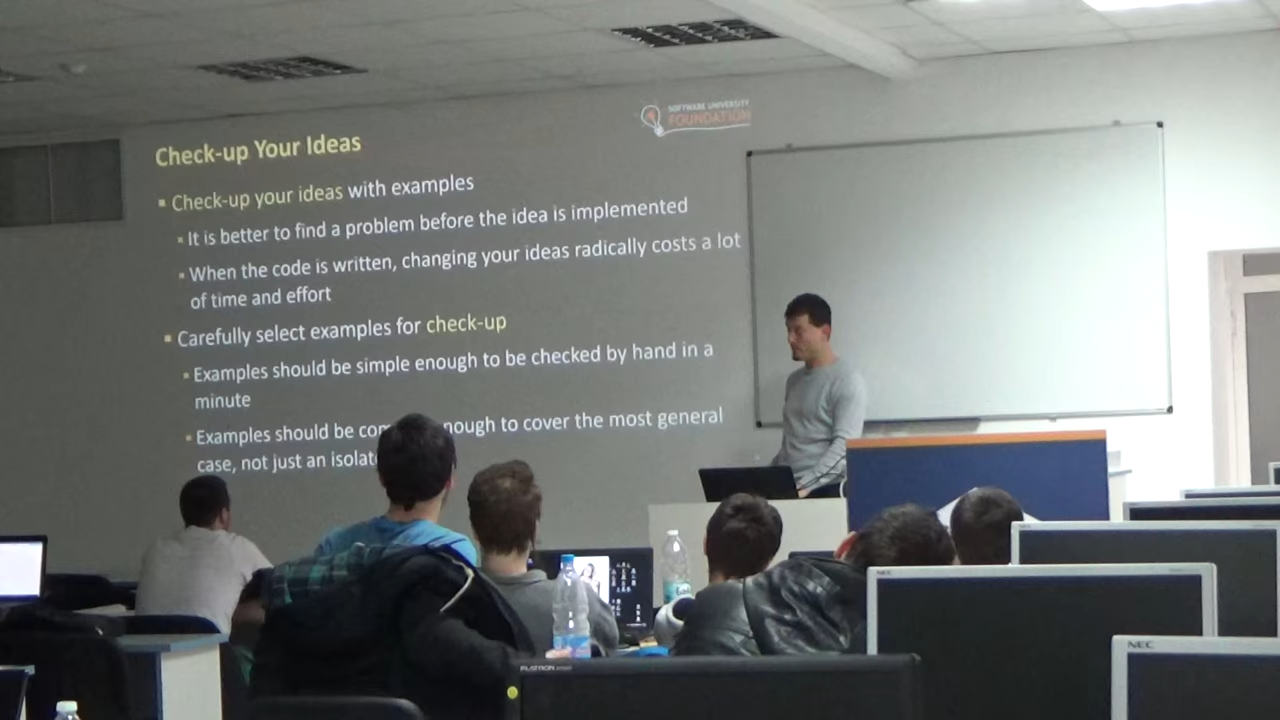 SOFTWARE UNIVERSITY
FOUNDATION
Check-up Your Ideas
▪ Check-up your ideas with examples
▪ It is better to find a problem before the idea is implemented
▪ When the code is written, changing your ideas radically costs a lot
of time and effort
▪ Carefully select examples for check-up
▪ Examples should be simple enough to be checked by hand in a
minute
▪ Examples should be enough to cover the most general
case, not just an
NEC
NEC
FLATRON